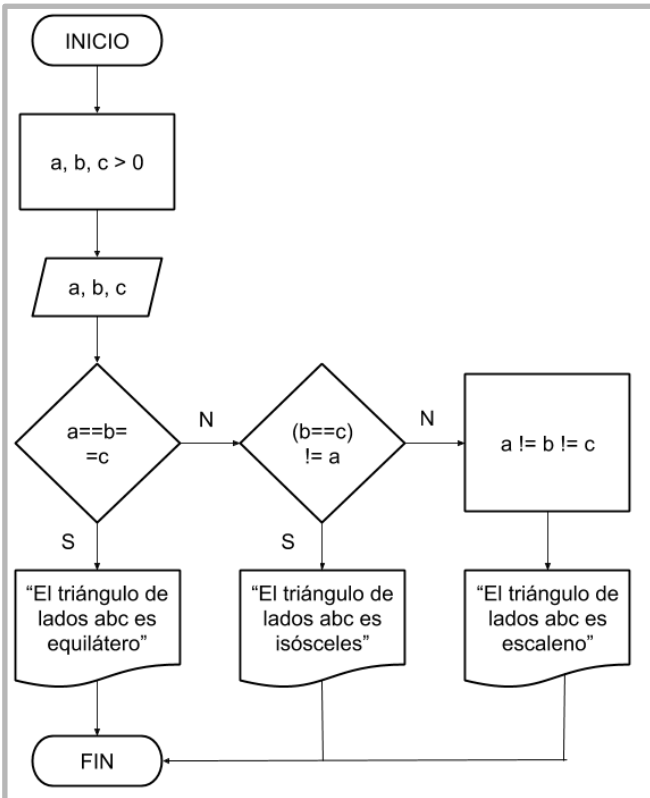 INICIO
a, b, c > 0
a, b, c
a==b=
=c
N
(b==c)
!= a
N
a != b != c
S
S
“El triángulo de
lados abc es
equilátero”
“El triángulo de
lados abc es
isósceles”
“El triángulo de
lados abc es
escaleno”
FIN